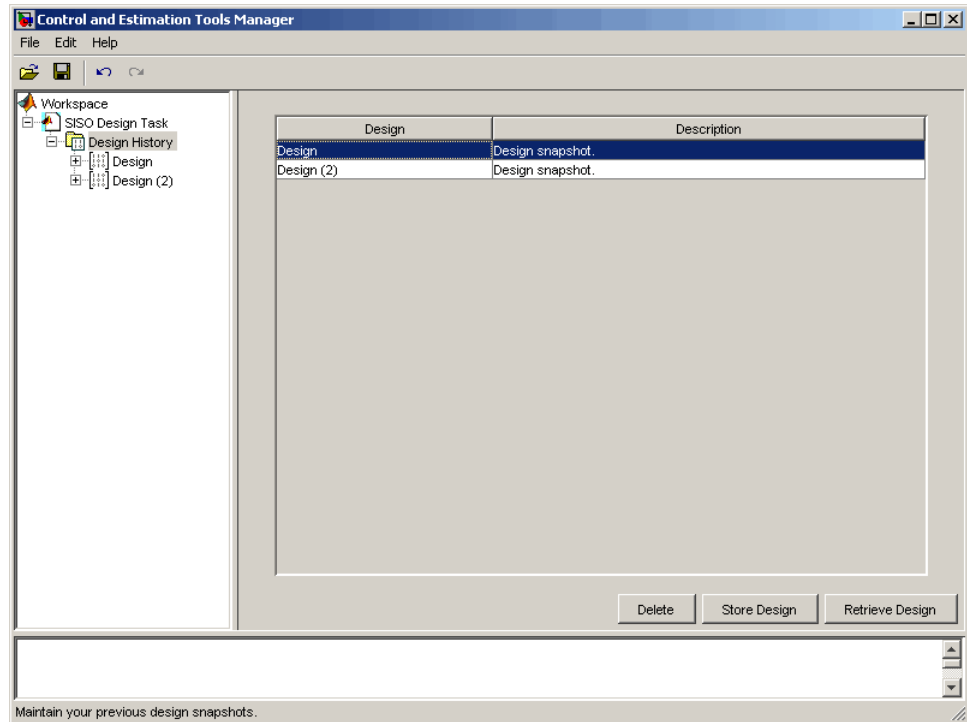 Control and Estimation Tools Manager
File Edit Help
Workspace
SISO Design Task
Design History
Design
Design (2)
Design Description
Design Design snapshot.
Design (2) Design snapshot.
Delete Store Design Retrieve Design
Maintain your previous design snapshots.